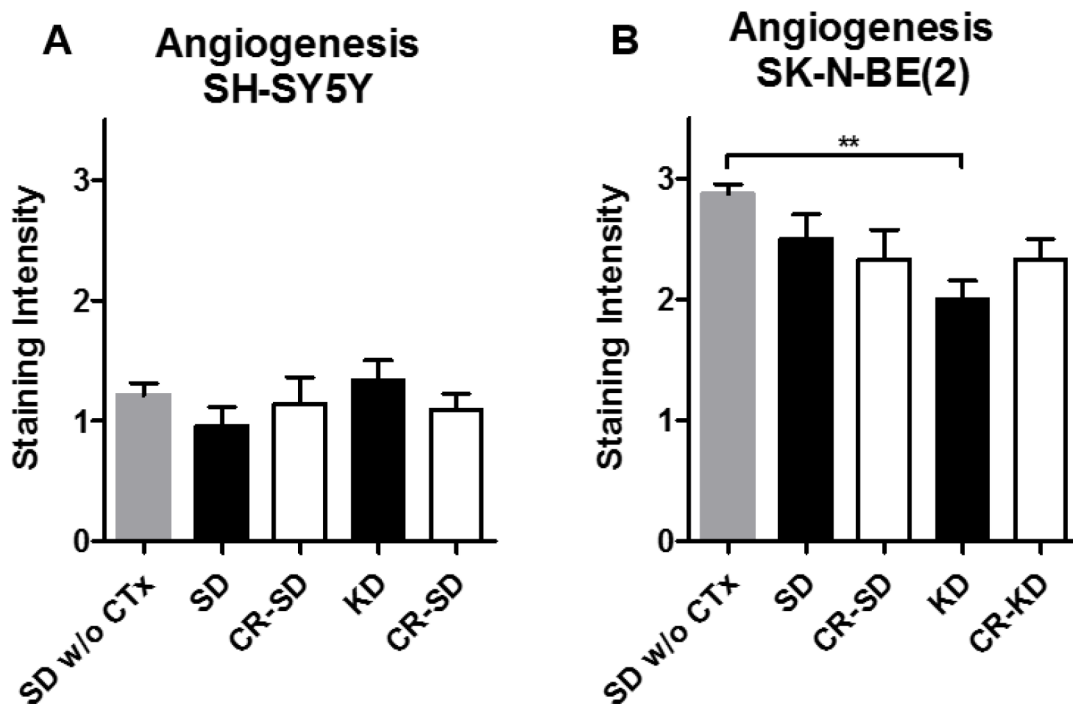 A
Angiogenesis
SH-SY5Y
Staining Intensity
3
2
1
0
SD w/o CTx
SD
CR-SD
KD
CR-SD
B
Angiogenesis
SK-N-BE(2)
**
Staining Intensity
3
2
1
0
SD w/o CTx
SD
CR-SD
KD
CR-KD